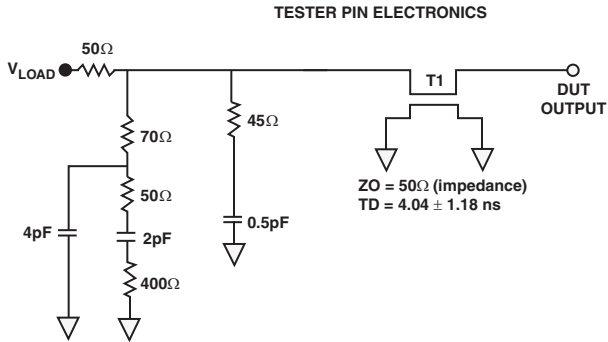 TESTER PIN ELECTRONICS
50Ω
VLOAD
T1
DUT
OUTPUT
70Ω
45Ω
50Ω
ZO = 50Ω (impedance)
TD = 4.04 ± 1.18 ns
4pF
2pF
0.5pF
400Ω